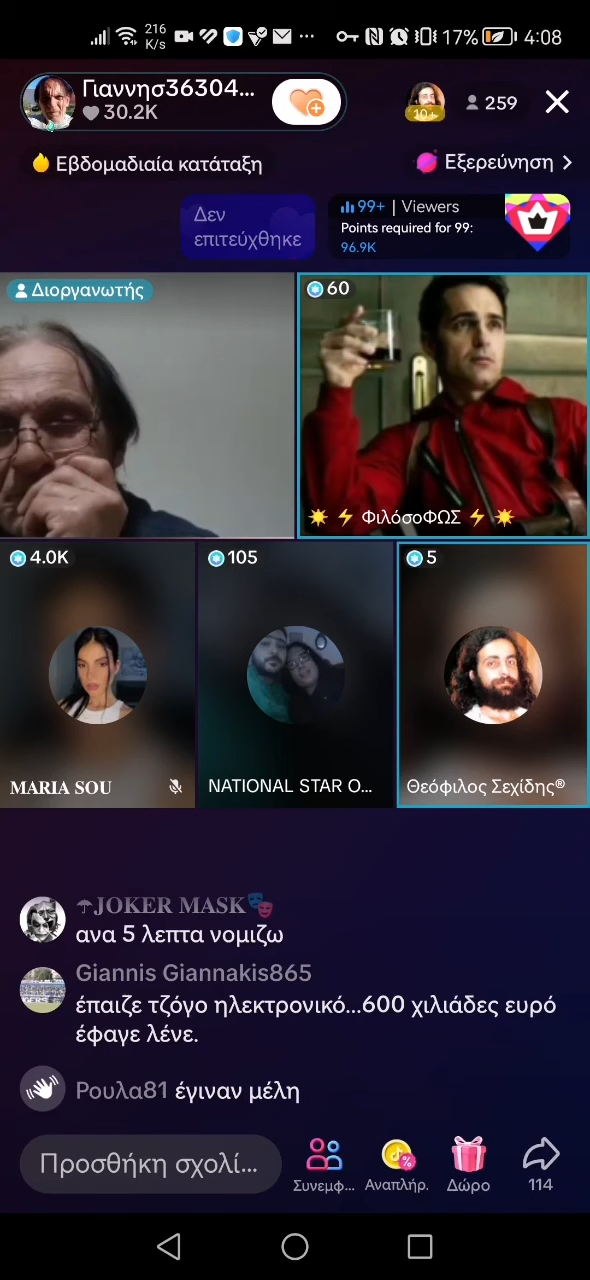 216
K/s
17%
4:08
Γιαννησ36304...
30.2K
10+
259
Εβδομαδιαία κατάταξη
Εξερεύνηση
Δεν
επιτεύχθηκε
99+ | Viewers
Points required for 99:
96.9K
Διοργανωτής
60
ΦιλόσοΦΩΣ
4.0K
105
5
MARIA SOU
NATIONAL STAR O...
Θεόφιλος Σεχίδης®
JOKER MASK
ανα 5 λεπτα νομιζω
Giannis Giannakis865
έπαιζε τζόγο ηλεκτρονικό...600 χιλιάδες ευρό
έφαγε λένε.
Ρουλα81 έγιναν μέλη
Προσθήκη σχολί...
Συνεμφ...
Αναπλήρ.
Δώρο
114